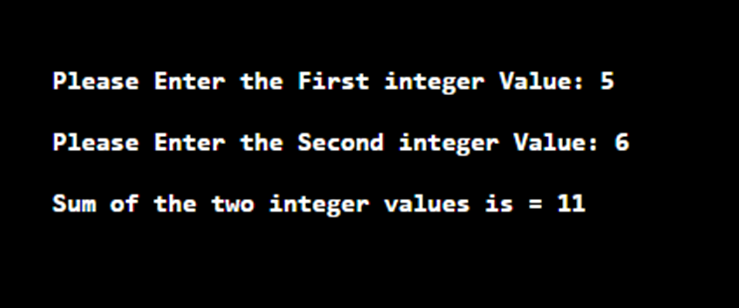 Please Enter the First integer Value: 5
Please Enter the Second integer Value: 6
Sum of the two integer values is = 11